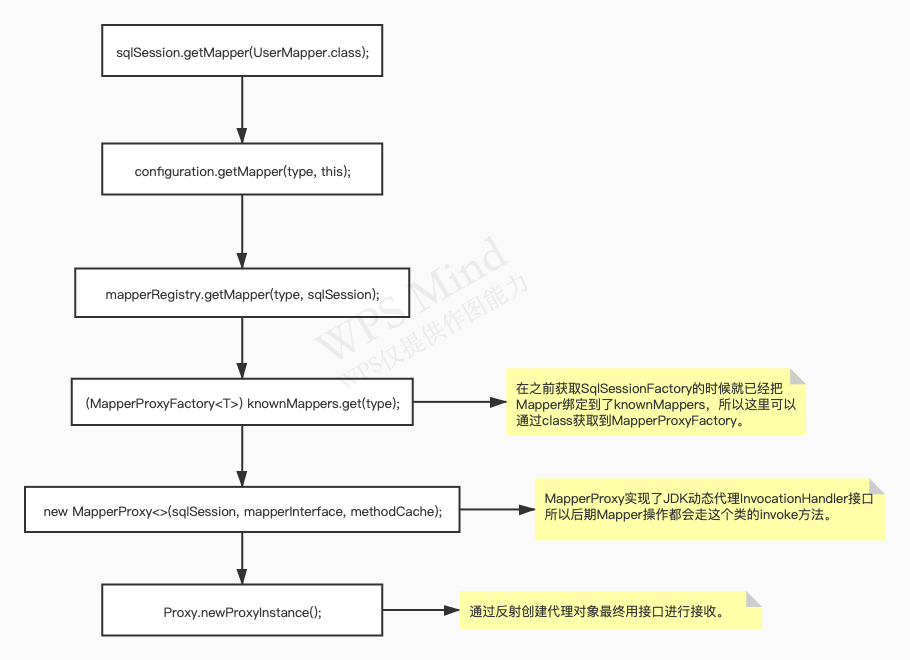 sqlSession.getMapper(UserMapper.class);
configuration.getMapper(type, this);
mapperRegistry.getMapper(type, sqlSession);
WPS Mind
WPS仅提供作图能力
(MapperProxyFactory<T>) knownMappers.get(type);
在之前获取SqlSessionFactory的时候就已经把
Mapper绑定到了knownMappers，所以这里可以
通过class获取到MapperProxyFactory。
new MapperProxy<>(sqlSession, mapperInterface, methodCache);
MapperProxy实现了JDK动态代理InvocationHandler接口
所以后期Mapper操作都会走这个类的invoke方法。
Proxy.newProxyInstance();
通过反射创建代理对象最终用接口进行接收。